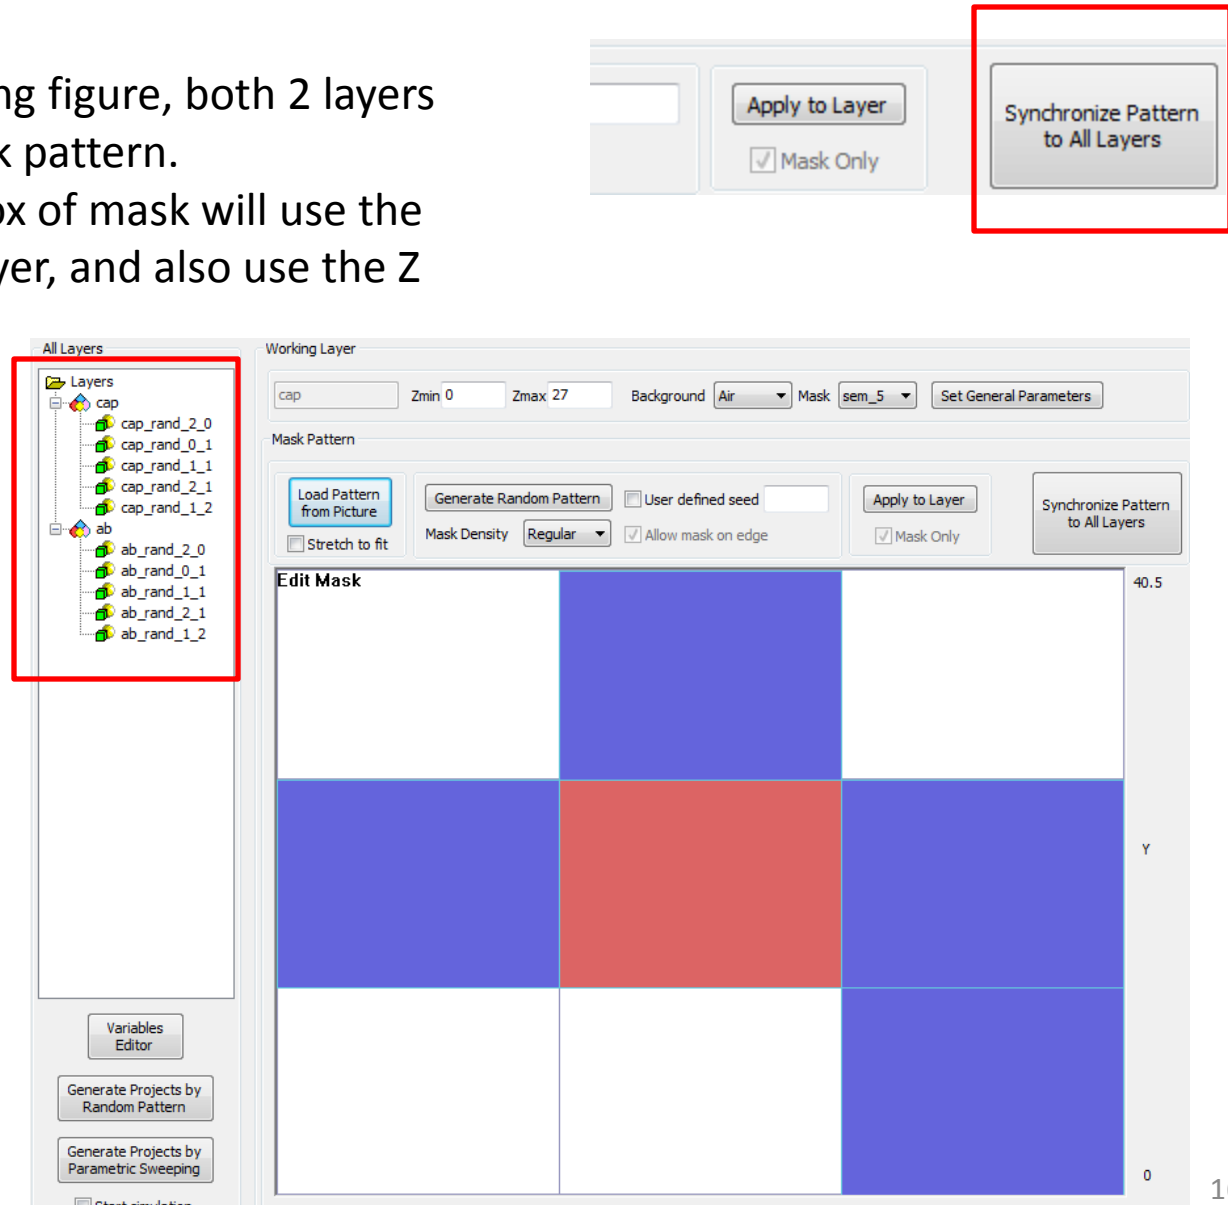 ng figure, both 2 layers
k pattern.
ox of mask will use the
yer, and also use the Z
Apply to Layer
Mask Only
Synchronize Pattern
to All Layers
All Layers
Layers
cap
cap_rand_2_0
cap_rand_0_1
cap_rand_1_1
cap_rand_2_1
cap_rand_1_2
ab
ab_rand_2_0
ab_rand_0_1
ab_rand_1_1
ab_rand_2_1
ab_rand_1_2
Variables
Editor
Generate Projects by
Random Pattern
Generate Projects by
Parametric Sweeping
Start simulation
Working Layer
cap Zmin 0 Zmax 27 Background Air Mask sem_5 Set General Parameters
Mask Pattern
Load Pattern
from Picture
Stretch to fit
Generate Random Pattern User defined seed
Mask Density Regular Allow mask on edge
Apply to Layer
Mask Only
Synchronize Pattern
to All Layers
Edit Mask
40.5
Y
0